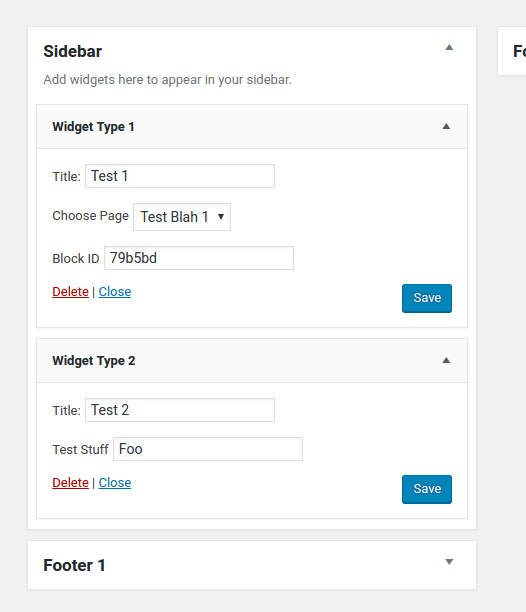 Sidebar
Add widgets here to appear in your sidebar.
Widget Type 1
Title: Test 1
Choose Page Test Blah 1
Block ID 79b5bd
Delete | Close
Save
Widget Type 2
Title: Test 2
Test Stuff Foo
Delete | Close
Save
Footer 1